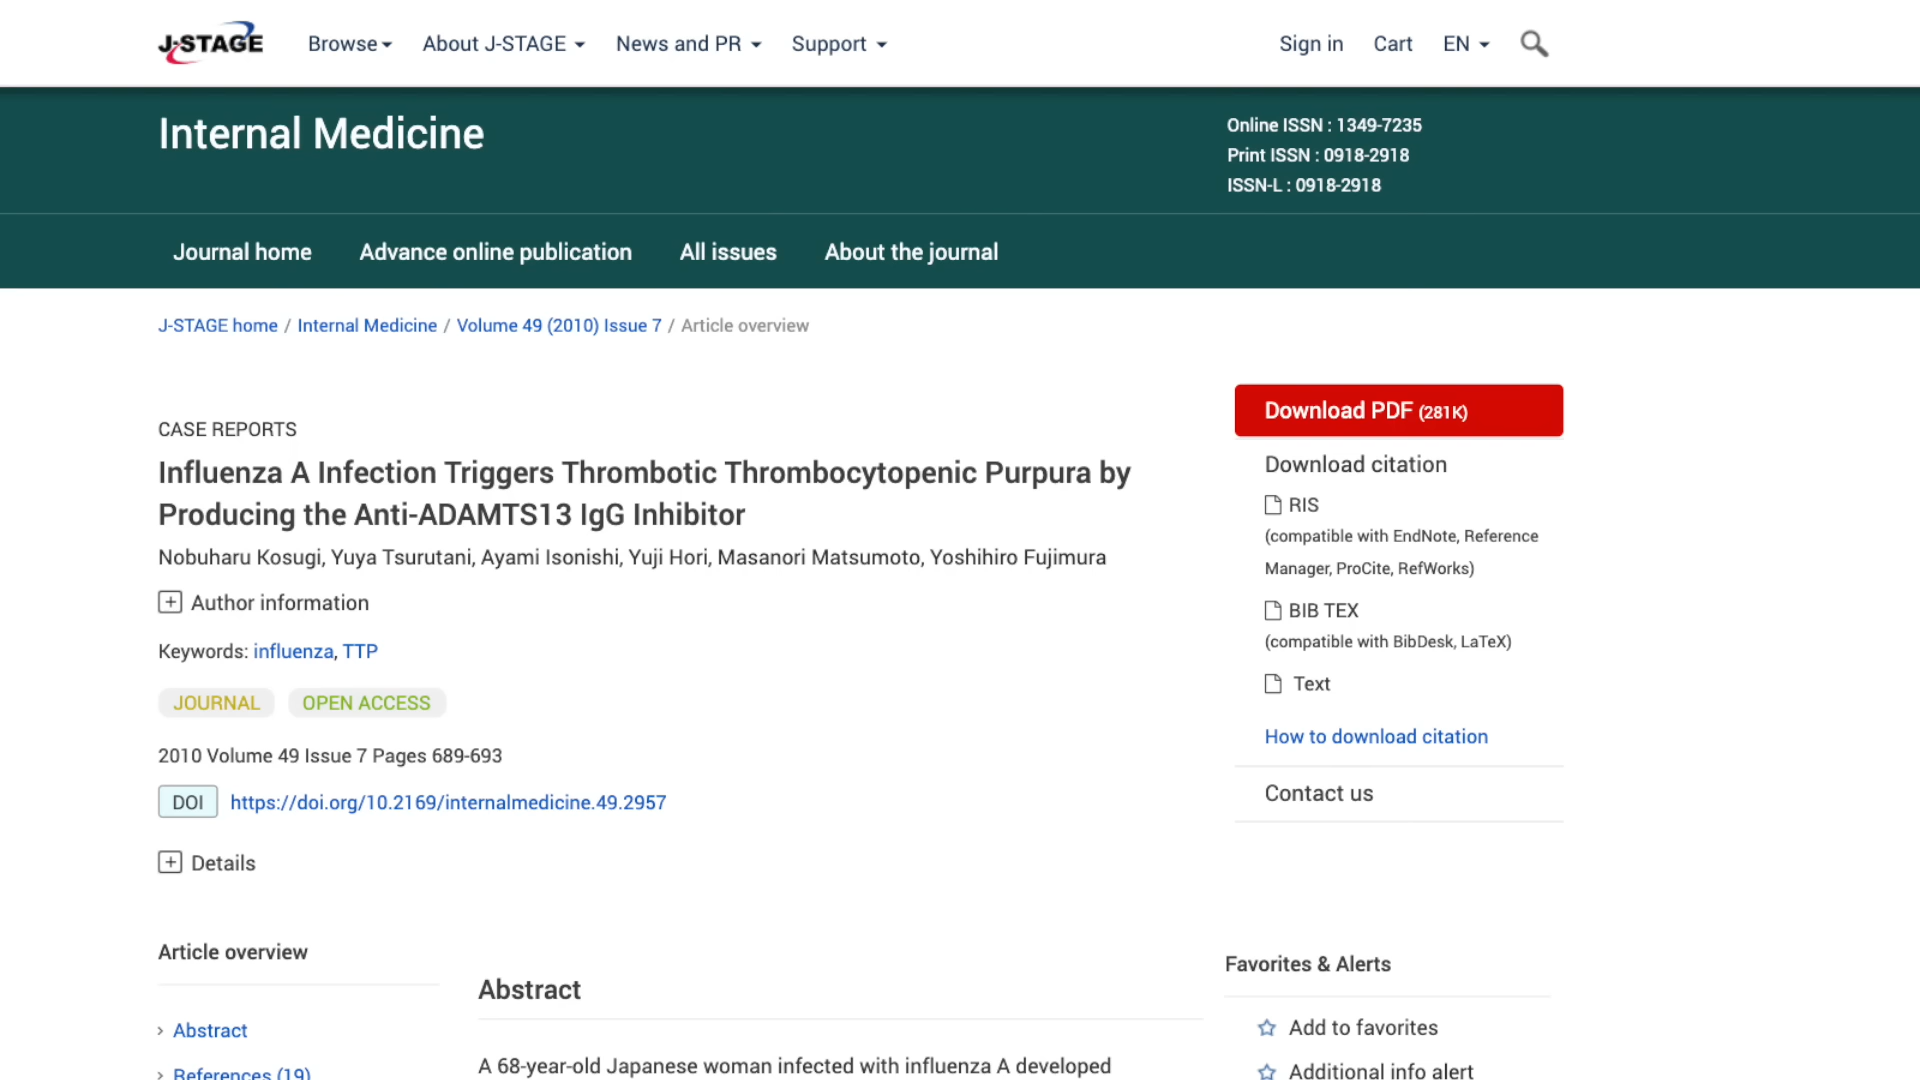 J-STAGE Browse About J-STAGE News and PR Support Sign in Cart EN
Internal Medicine
Online ISSN : 1349-7235
Print ISSN : 0918-2918
ISSN-L : 0918-2918
Journal home Advance online publication All issues About the journal
J-STAGE home / Internal Medicine / Volume 49 (2010) Issue 7 / Article overview
CASE REPORTS
Influenza A Infection Triggers Thrombotic Thrombocytopenic Purpura by
Producing the Anti-ADAMTS13 IgG Inhibitor
Nobuharu Kosugi, Yuya Tsurutani, Ayami Isonishi, Yuji Hori, Masanori Matsumoto, Yoshihiro Fujimura
Author information
Keywords: influenza, TTP
JOURNAL OPEN ACCESS
2010 Volume 49 Issue 7 Pages 689-693
DOI https://doi.org/10.2169/internalmedicine.49.2957
Details
Download PDF (281K)
Download citation
RIS
(compatible with EndNote, Reference
Manager, ProCite, RefWorks)
BIB TEX
(compatible with BibDesk, LaTeX)
Text
How to download citation
Contact us
Article overview
Abstract
References (19)
Abstract
A 68-year-old Japanese woman infected with influenza A developed
Favorites & Alerts
Add to favorites
Additional info alert